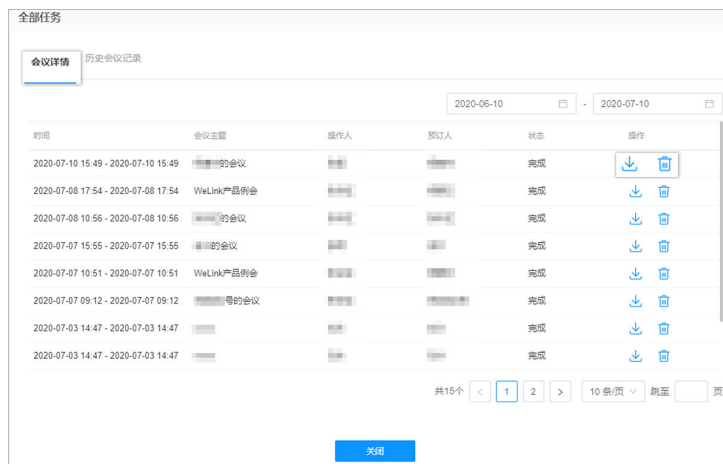 全部任务
会议详情 历史会议记录
2020-06-10 - 2020-07-10
时间 会议主题 操作人 预订人 状态 操作
2020-07-10 15:49 - 2020-07-10 15:49 的会议 完成
2020-07-08 17:54 - 2020-07-08 17:54 WeLink产品例会 完成
2020-07-08 10:56 - 2020-07-08 10:56 的会议 完成
2020-07-07 15:55 - 2020-07-07 15:55 的会议 完成
2020-07-07 10:51 - 2020-07-07 10:51 WeLink产品例会 完成
2020-07-07 09:12 - 2020-07-07 09:12 号的会议 完成
2020-07-03 14:47 - 2020-07-03 14:47 完成
2020-07-03 14:47 - 2020-07-03 14:47 完成
共15个 < 1 2 > 10 条/页 跳至 页
关闭